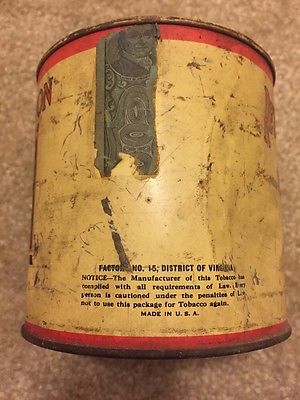 ON
FACTORY NO. 15, DISTRICT OF VIRGINIA
NOTICE—The Manufacturer of this Tobacco has
complied with all requirements of Law. Every
person is cautioned under the penalties of Law,
not to use this package for Tobacco again.
MADE IN U. S. A.